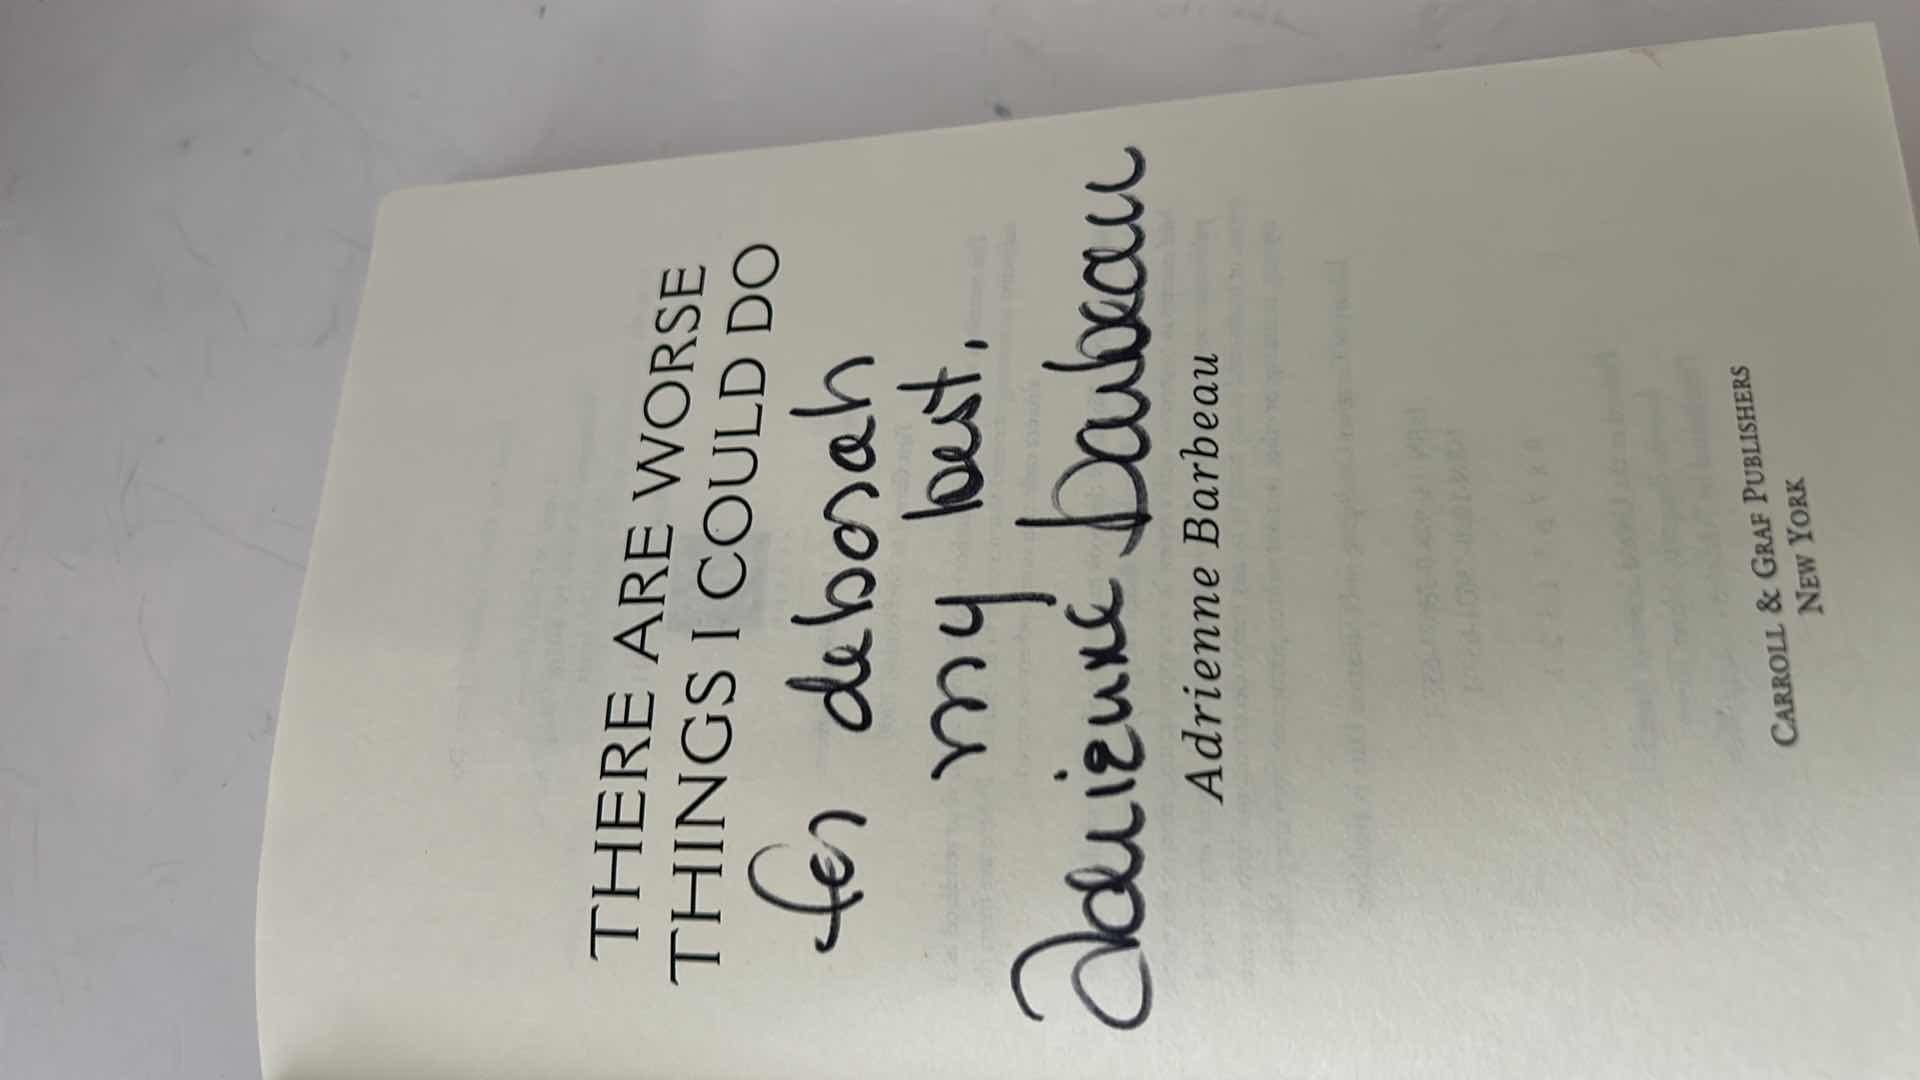 THERE ARE WORSE
THINGS I COULD DO
for deborah
my best,
Adrienne Barbeau
Adrienne Barbeau
CARROLL & GRAF PUBLISHERS
NEW YORK